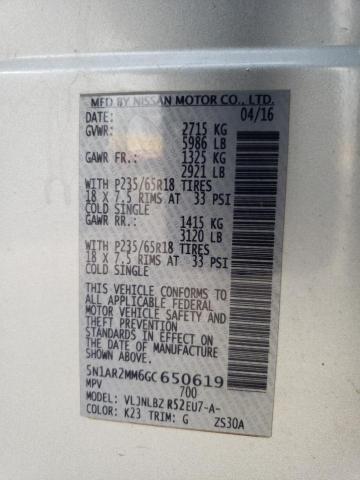 MFD BY NISSAN MOTOR CO., LTD.
DATE: 04/16
GVWR: 2715 KG
5986 LB
GAWR FR.: 1325 KG
2921 LB
WITH P235/65R18 TIRES
18 X 7.5 RIMS AT 33 PSI
COLD SINGLE
GAWR RR.: 1415 KG
3120 LB
WITH P235/65R18 TIRES
18 X 7.5 RIMS AT 33 PSI
COLD SINGLE
THIS VEHICLE CONFORMS TO
ALL APPLICABLE FEDERAL
MOTOR VEHICLE SAFETY AND
THEFT PREVENTION
STANDARDS IN EFFECT ON THE
DATE OF MANUFACTURE
5N1AR2MM6GC650619
MPV 700
MODEL: VLJNLBZ R52EU7-A-
COLOR: K23 TRIM: G ZS30A